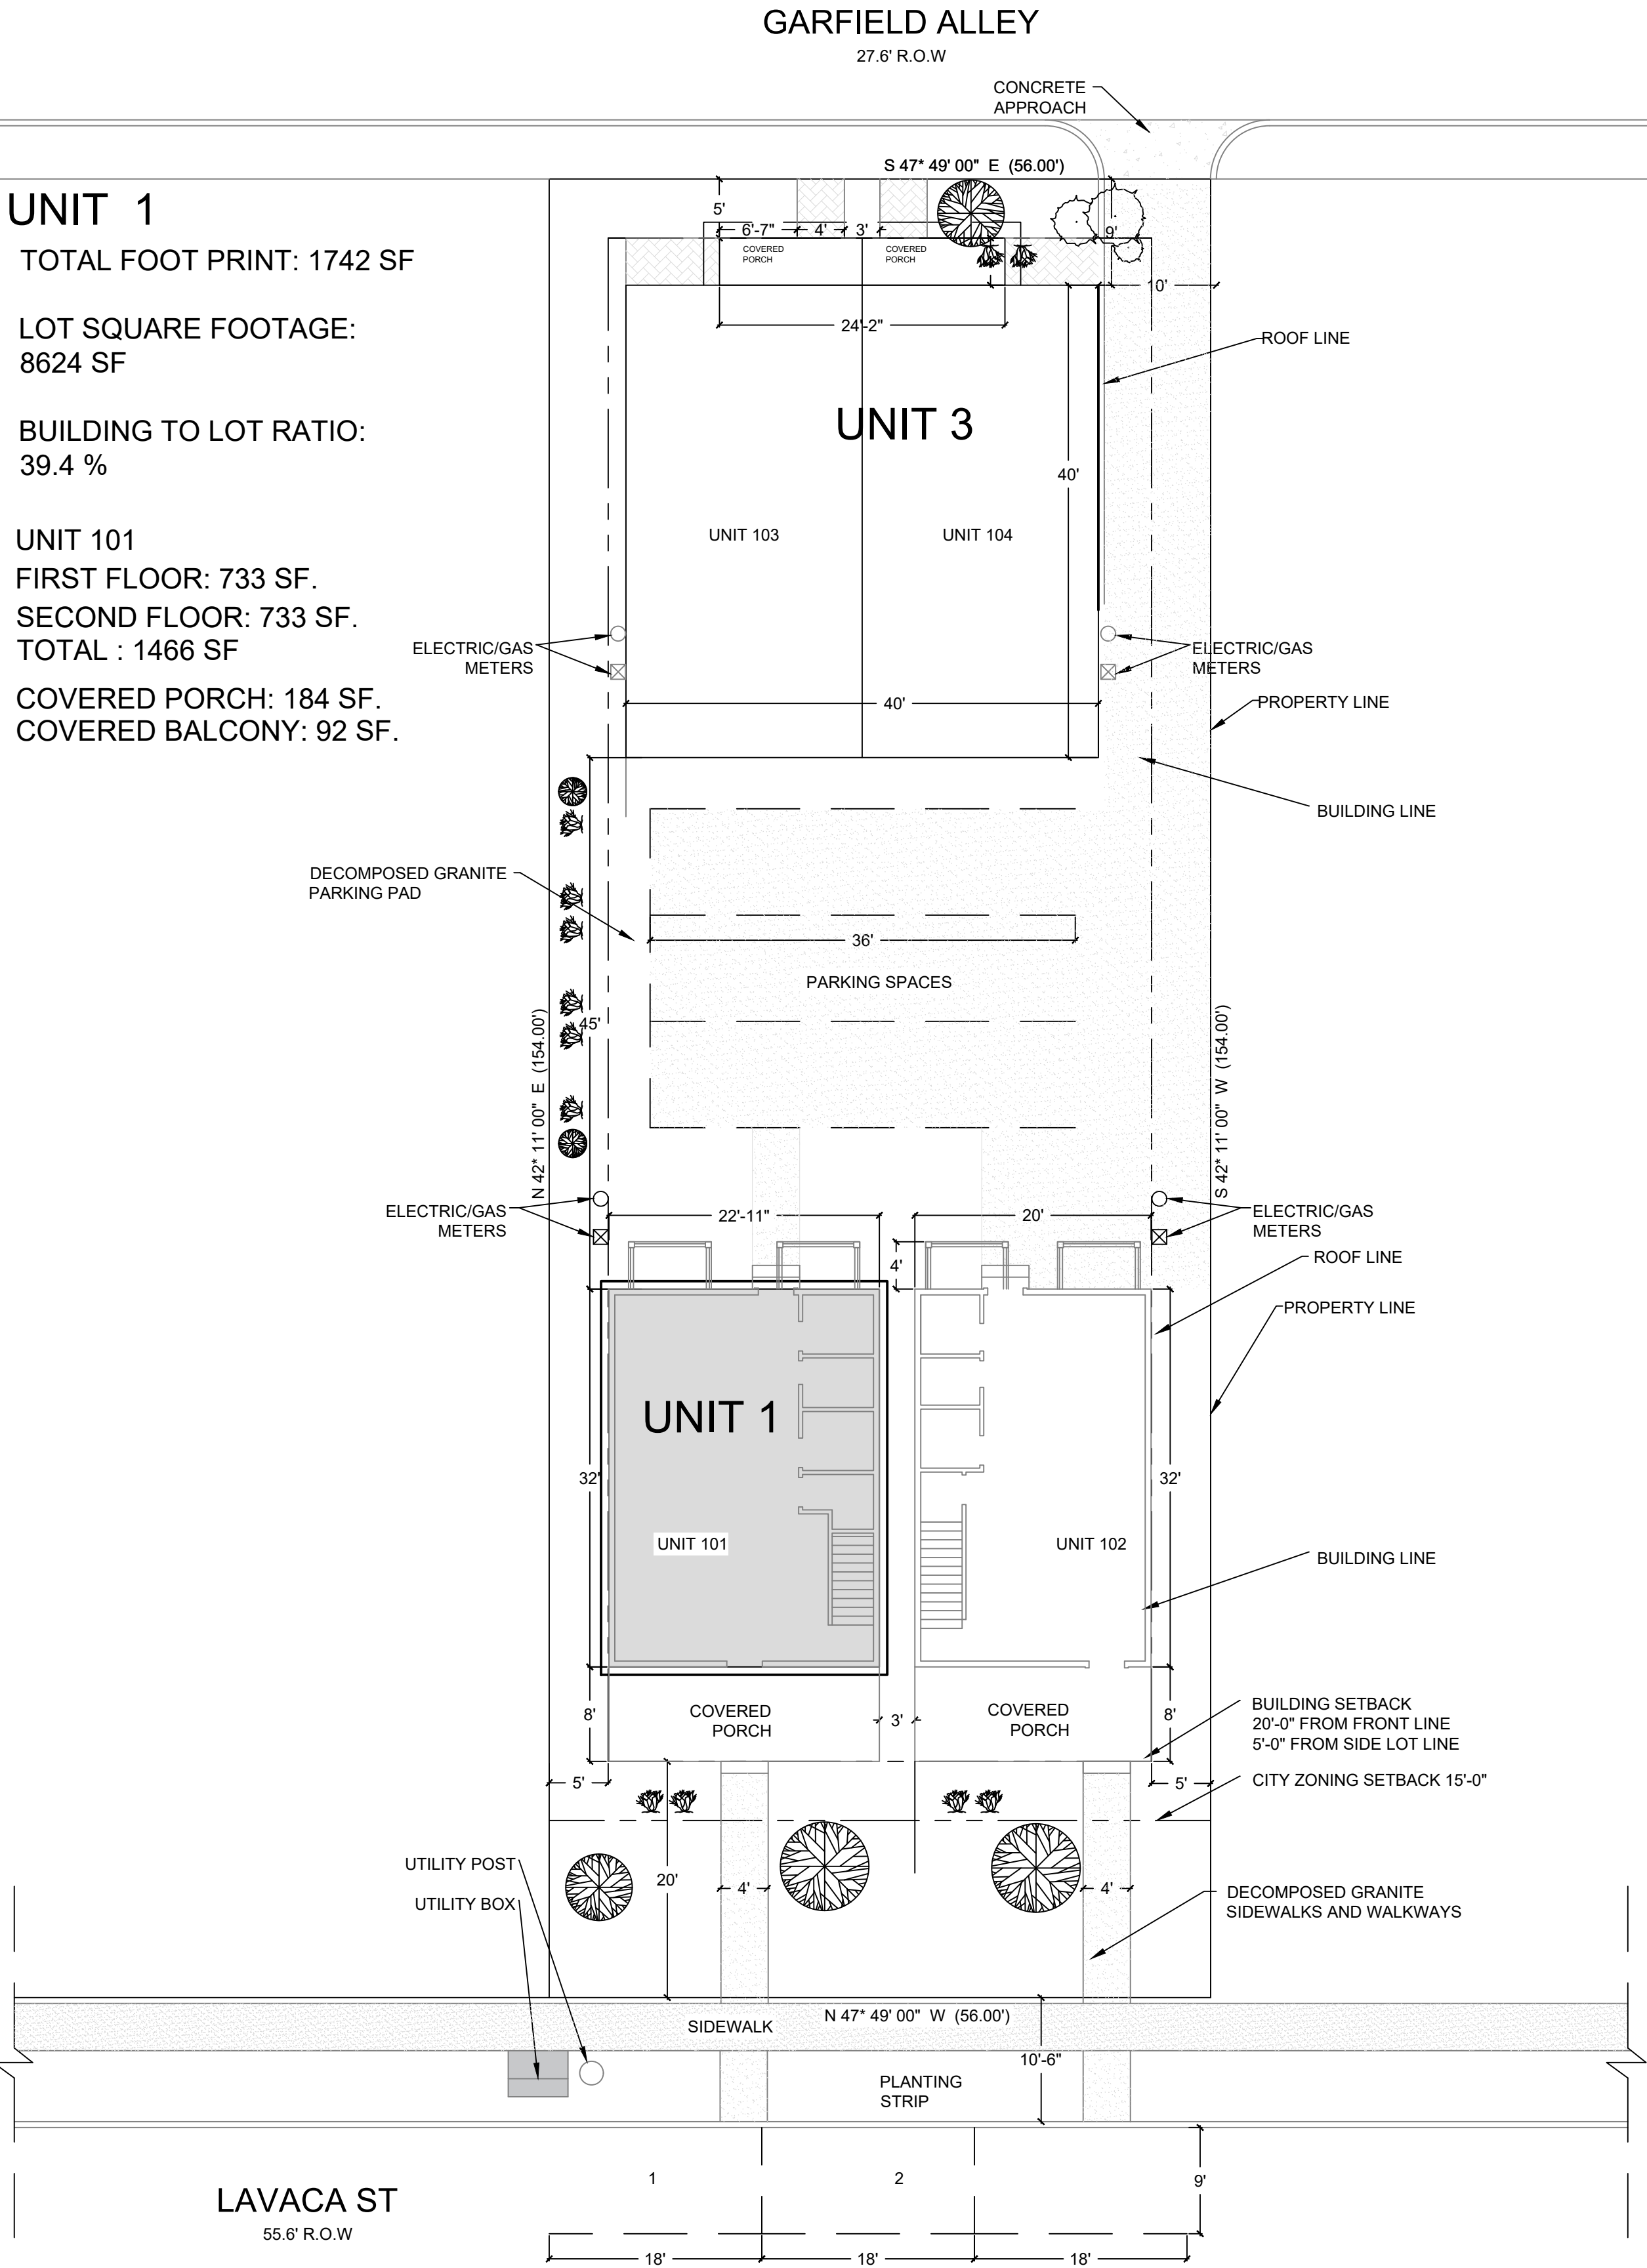 GARFIELD ALLEY
27.6' R.O.W
CONCRETE
APPROACH
S 47* 49' 00" E (56.00')
UNIT 1
TOTAL FOOT PRINT: 1742 SF
LOT SQUARE FOOTAGE:
8624 SF
BUILDING TO LOT RATIO:
39.4 %
UNIT 101
FIRST FLOOR: 733 SF.
SECOND FLOOR: 733 SF.
TOTAL : 1466 SF
COVERED PORCH: 184 SF.
COVERED BALCONY: 92 SF.
5'
6'-7"
4'
3'
9'
COVERED
PORCH
COVERED
PORCH
10'
24'-2"
ROOF LINE
UNIT 3
40'
UNIT 103
UNIT 104
ELECTRIC/GAS
METERS
ELECTRIC/GAS
METERS
40'
PROPERTY LINE
BUILDING LINE
DECOMPOSED GRANITE
PARKING PAD
36'
PARKING SPACES
45'
N 42* 11' 00" E (154.00')
S 42* 11' 00" W (154.00')
ELECTRIC/GAS
METERS
22'-11"
20'
ELECTRIC/GAS
METERS
4'
ROOF LINE
PROPERTY LINE
UNIT 1
32'
32'
UNIT 101
UNIT 102
BUILDING LINE
8'
COVERED
PORCH
3'
COVERED
PORCH
8'
BUILDING SETBACK
20'-0" FROM FRONT LINE
5'-0" FROM SIDE LOT LINE
5'
5'
CITY ZONING SETBACK 15'-0"
UTILITY POST
20'
4'
4'
DECOMPOSED GRANITE
SIDEWALKS AND WALKWAYS
UTILITY BOX
N 47* 49' 00" W (56.00')
SIDEWALK
10'-6"
PLANTING
STRIP
1
2
9'
LAVACA ST
55.6' R.O.W
18'
18'
18'